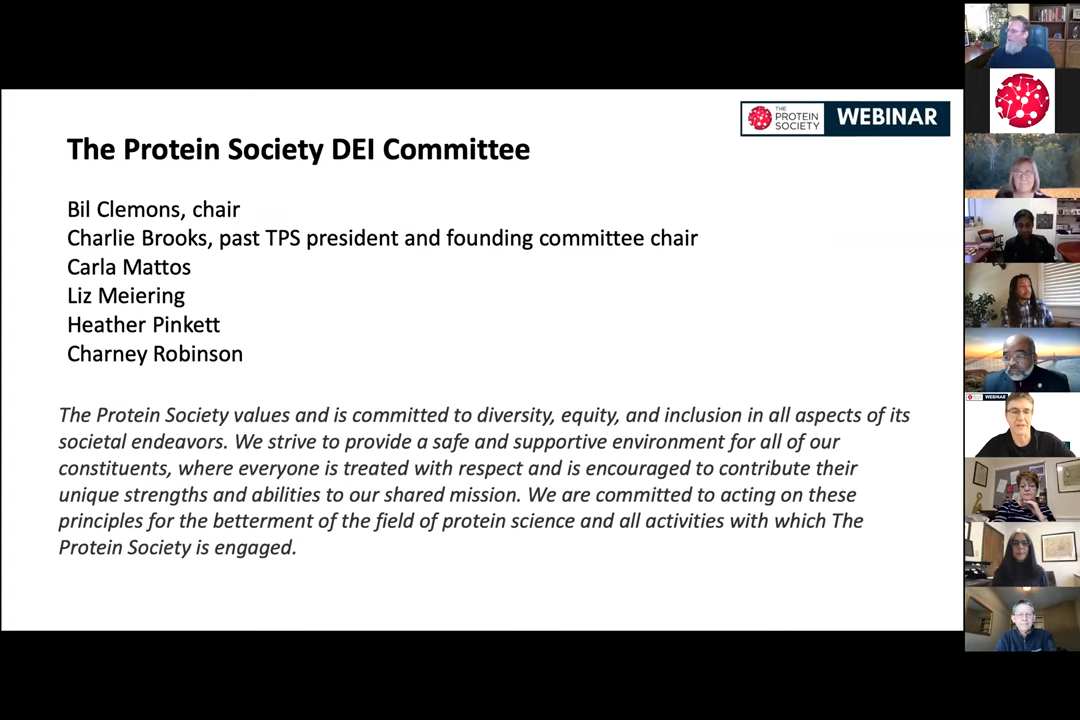 The Protein Society DEI Committee
THE
PROTEIN
SOCIETY
WEBINAR
Bil Clemons, chair
Charlie Brooks, past TPS president and founding committee chair
Carla Mattos
Liz Meiering
Heather Pinkett
Charney Robinson
The Protein Society values and is committed to diversity, equity, and inclusion in all aspects of its
societal endeavors. We strive to provide a safe and supportive environment for all of our
constituents, where everyone is treated with respect and is encouraged to contribute their
unique strengths and abilities to our shared mission. We are committed to acting on these
principles for the betterment of the field of protein science and all activities with which The
Protein Society is engaged.
WEBINAR